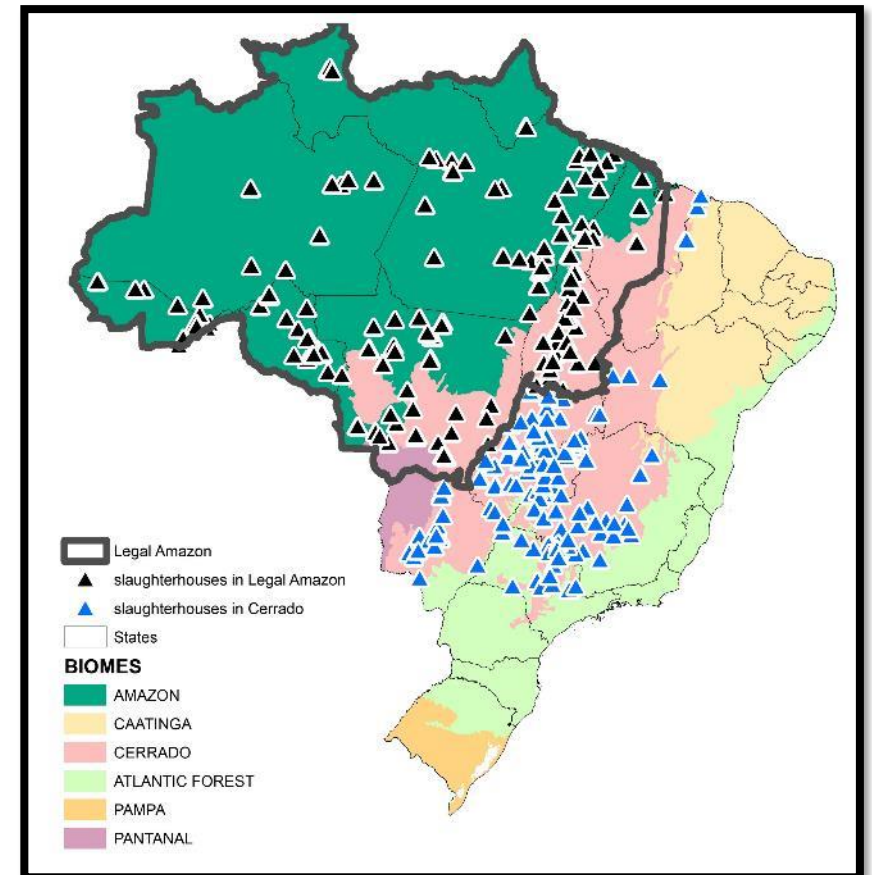 Legal Amazon
slaughterhouses in Legal Amazon
slaughterhouses in Cerrado
States
BIOMES
AMAZON
CAATINGA
CERRADO
ATLANTIC FOREST
PAMPA
PANTANAL